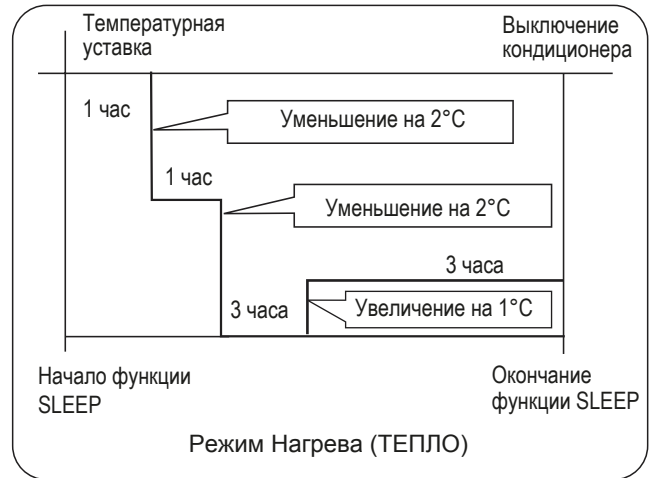 Температурная
уставка
Выключение
кондиционера
1 час
Уменьшение на 2°C
1 час
Уменьшение на 2°C
3 часа
3 часа
Увеличение на 1°C
Начало функции
SLEEP
Окончание
функции SLEEP
Режим Нагрева (ТЕПЛО)